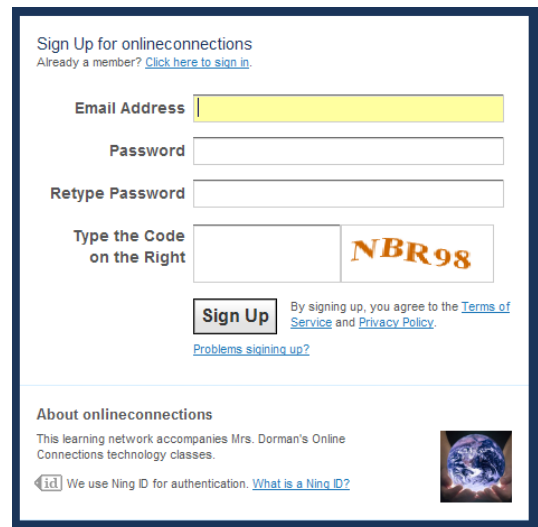 Sign Up for onlineconnections
Already a member? Click here to sign in.
Email Address
Password
Retype Password
Type the Code
on the Right
NBR98
Sign Up
By signing up, you agree to the Terms of
Service and Privacy Policy.
Problems sigining up?
About onlineconnections
This learning network accompanies Mrs. Dorman's Online
Connections technology classes.
id We use Ning ID for authentication. What is a Ning ID?